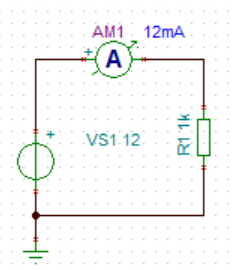 AM1 12mA
+ A
+ VS1 12
R1 1k